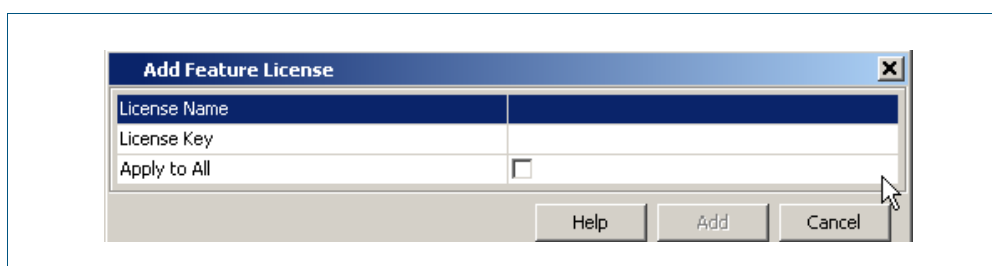 Add Feature License
License Name
License Key
Apply to All
Help Add Cancel